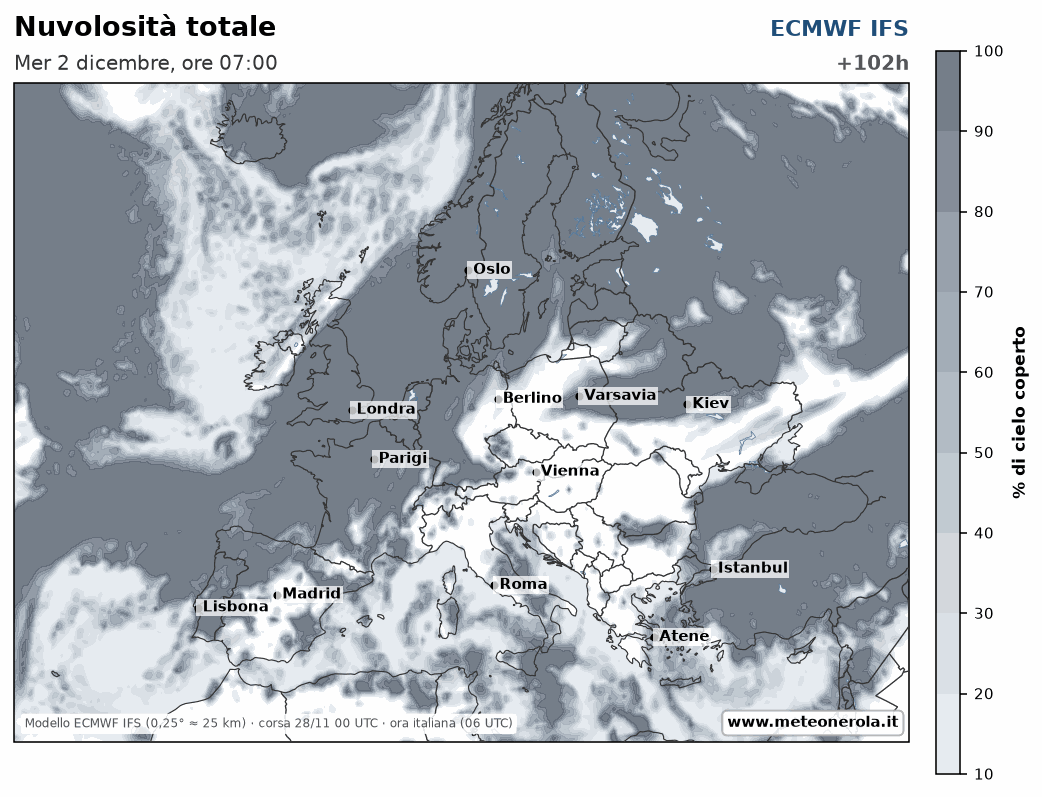 Nuvolosità totale
ECMWF IFS
Mer 2 dicembre, ore 07:00
+102h
100
90
80
70
60
50
40
30
20
10
% di cielo coperto
Oslo
Londra
Berlino
Varsavia
Kiev
Parigi
Vienna
Madrid
Lisbona
Roma
Istanbul
Atene
Modello ECMWF IFS (0,25° ≈ 25 km) · corsa 28/11 00 UTC · ora italiana (06 UTC)
www.meteonerola.it